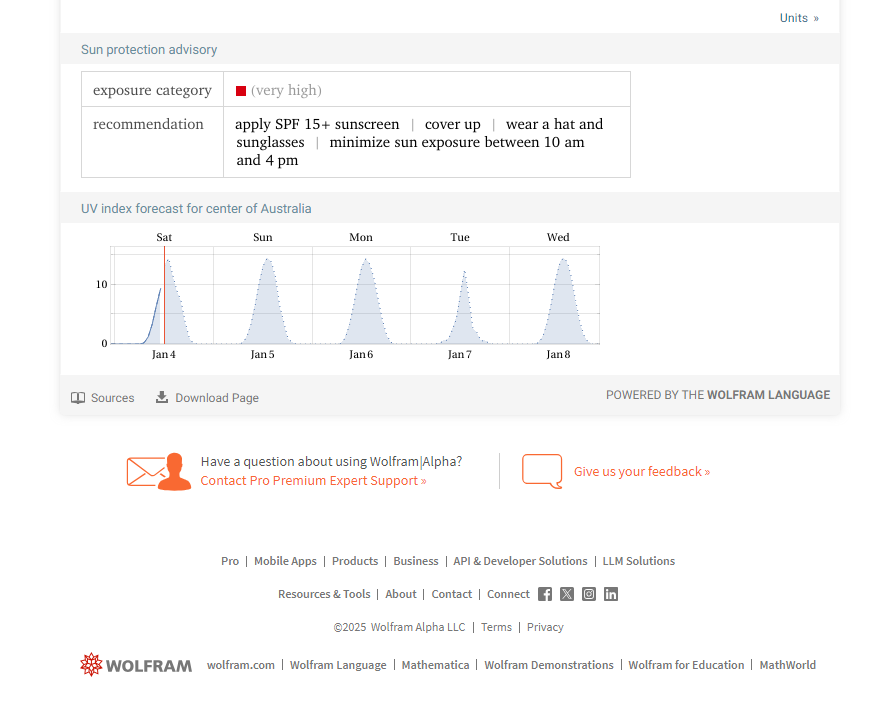 Units »
Sun protection advisory
exposure category (very high)
recommendation apply SPF 15+ sunscreen | cover up | wear a hat and
sunglasses | minimize sun exposure between 10 am
and 4 pm
UV index forecast for center of Australia
Sat Sun Mon Tue Wed
10
0
Jan 4 Jan 5 Jan 6 Jan 7 Jan 8
Sources Download Page POWERED BY THE WOLFRAM LANGUAGE
Have a question about using Wolfram|Alpha?
Contact Pro Premium Expert Support »
Give us your feedback »
Pro | Mobile Apps | Products | Business | API & Developer Solutions | LLM Solutions
Resources & Tools | About | Contact | Connect
©2025 Wolfram Alpha LLC | Terms | Privacy
WOLFRAM wolfram.com | Wolfram Language | Mathematica | Wolfram Demonstrations | Wolfram for Education | MathWorld